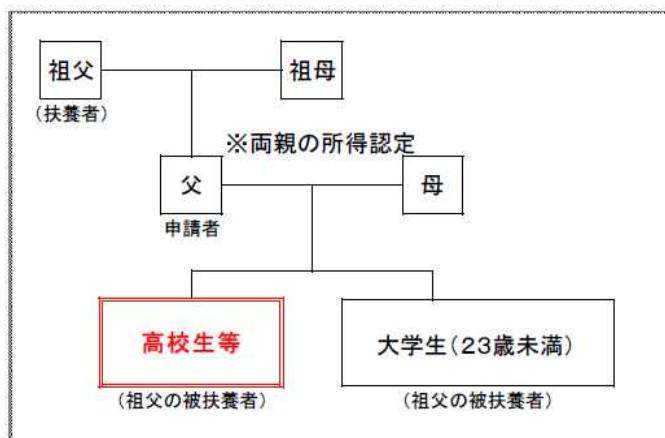 祖父
祖母
(扶養者)
※両親の所得認定
父
母
申請者
高校生等
大学生(23歳未満)
(祖父の被扶養者)
(祖父の被扶養者)